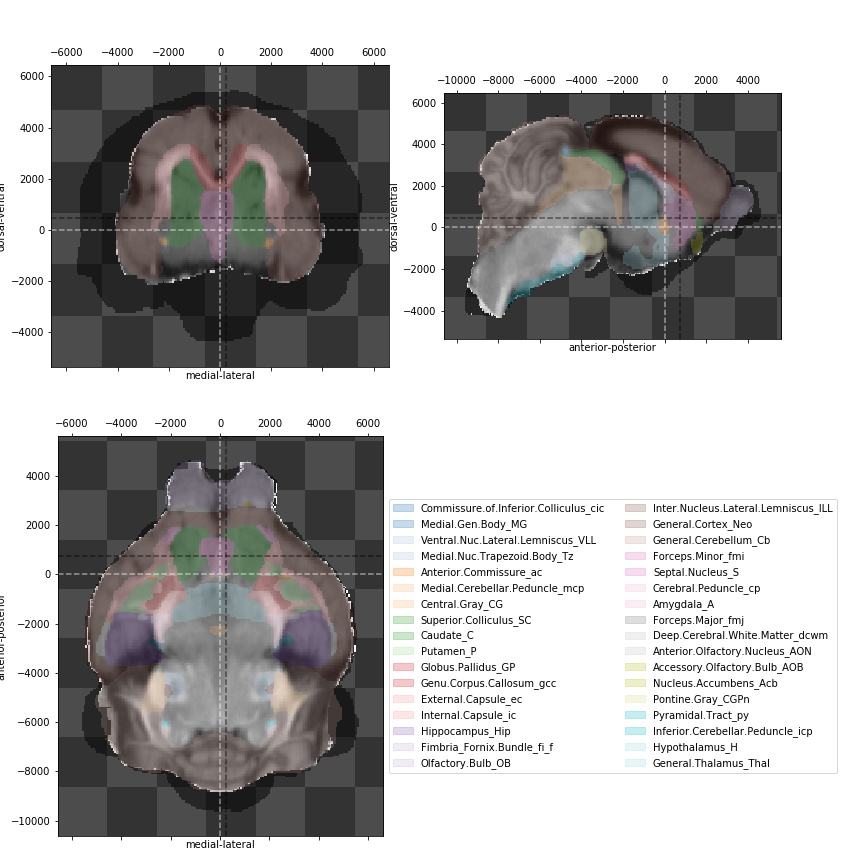 −6000 −4000 −2000 0 2000 4000 6000
6000
4000
2000
0
−2000
−4000
dorsal-ventral
medial-lateral
−10000 −8000 −6000 −4000 −2000 0 2000 4000
6000
4000
2000
0
−2000
−4000
dorsal-ventral
anterior-posterior
−6000 −4000 −2000 0 2000 4000 6000
4000
2000
0
−2000
−4000
−6000
−8000
−10000
anterior-posterior
medial-lateral
Commissure.of.Inferior.Colliculus_cic
Medial.Gen.Body_MG
Ventral.Nuc.Lateral.Lemniscus_VLL
Medial.Nuc.Trapezoid.Body_Tz
Anterior.Commissure_ac
Medial.Cerebellar.Peduncle_mcp
Central.Gray_CG
Superior.Colliculus_SC
Caudate_C
Putamen_P
Globus.Pallidus_GP
Genu.Corpus.Callosum_gcc
External.Capsule_ec
Internal.Capsule_ic
Hippocampus_Hip
Fimbria_Fornix.Bundle_fi_f
Olfactory.Bulb_OB
Inter.Nucleus.Lateral.Lemniscus_ILL
General.Cortex_Neo
General.Cerebellum_Cb
Forceps.Minor_fmi
Septal.Nucleus_S
Cerebral.Peduncle_cp
Amygdala_A
Forceps.Major_fmj
Deep.Cerebral.White.Matter_dcwm
Anterior.Olfactory.Nucleus_AON
Accessory.Olfactory.Bulb_AOB
Nucleus.Accumbens_Acb
Pontine.Gray_CGPn
Pyramidal.Tract_py
Inferior.Cerebellar.Peduncle_icp
Hypothalamus_H
General.Thalamus_Thal